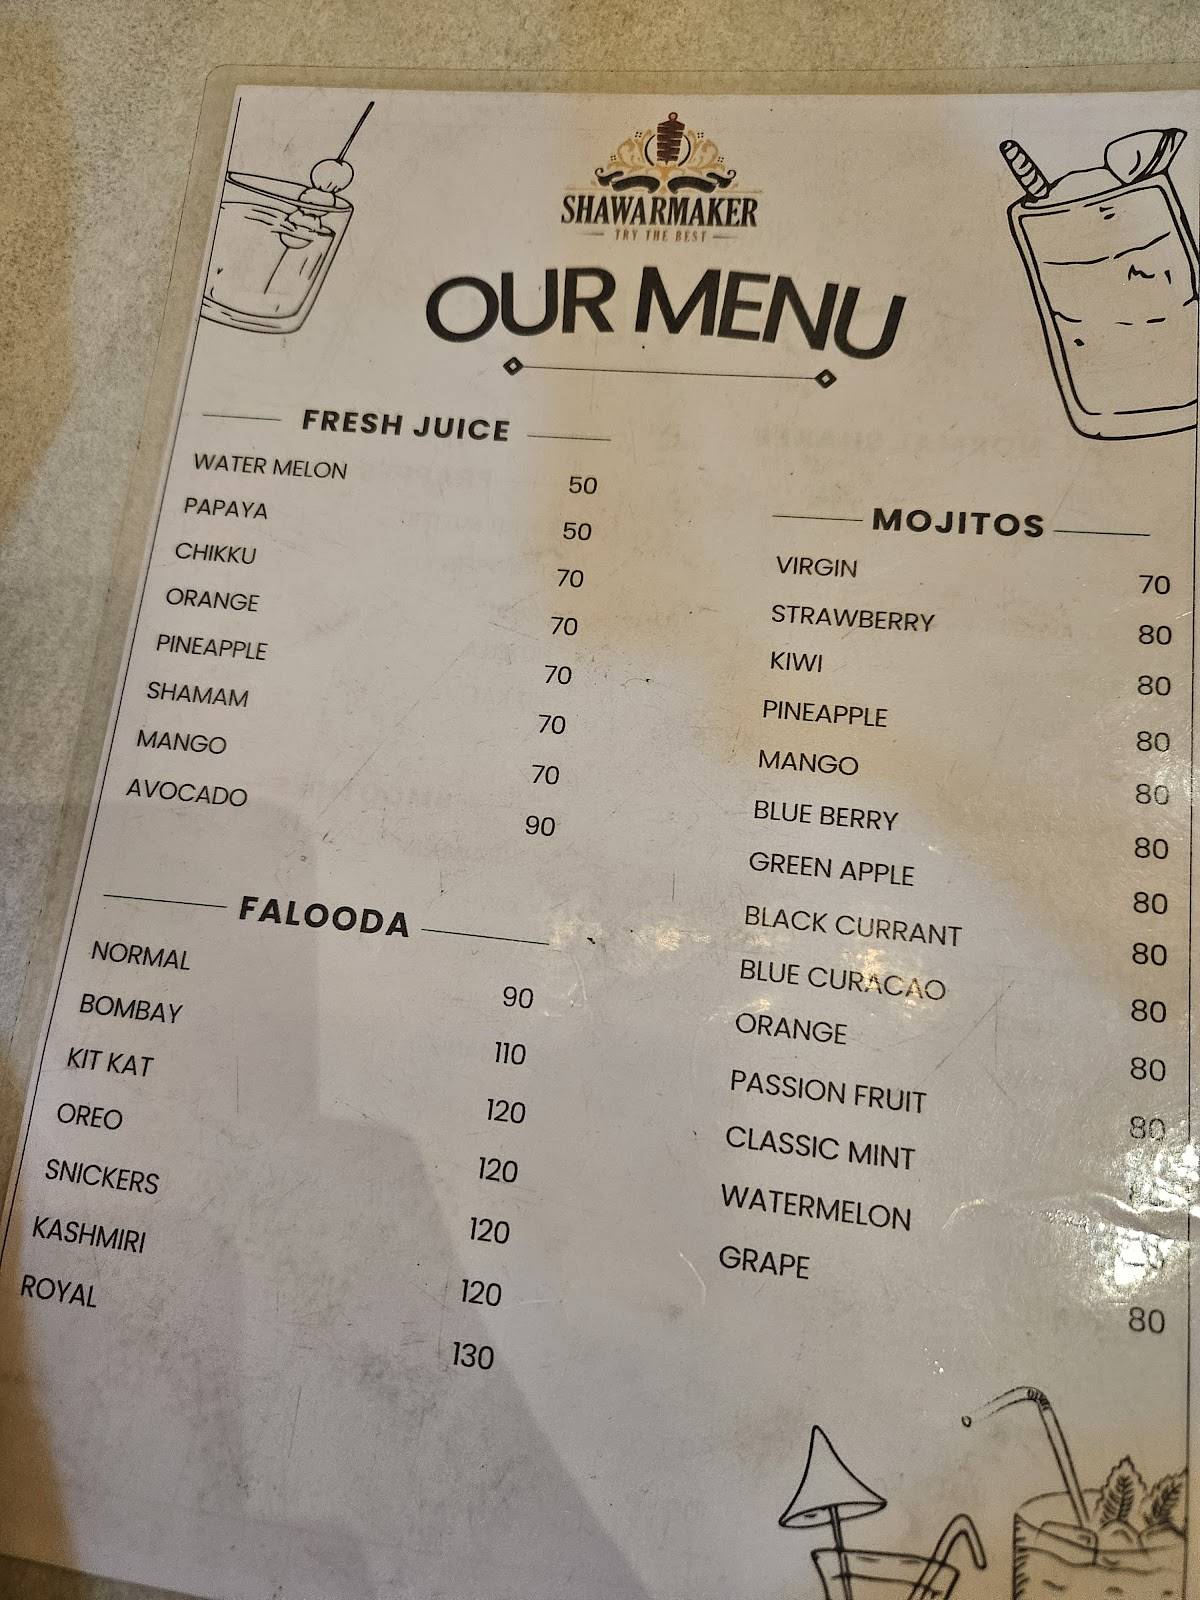 SHAWARMAKER
TRY THE BEST
OUR MENU
FRESH JUICE
WATER MELON 50
PAPAYA 50
CHIKKU 70
ORANGE 70
PINEAPPLE 70
SHAMAM 70
MANGO 70
AVOCADO 90
FALOODA
NORMAL 90
BOMBAY 110
KIT KAT 120
OREO 120
SNICKERS 120
KASHMIRI 120
ROYAL 130
MOJITOS
VIRGIN 70
STRAWBERRY 80
KIWI 80
PINEAPPLE 80
MANGO 80
BLUE BERRY 80
GREEN APPLE 80
BLACK CURRANT 80
BLUE CURACAO 80
ORANGE 80
PASSION FRUIT 80
CLASSIC MINT
WATERMELON
GRAPE 80